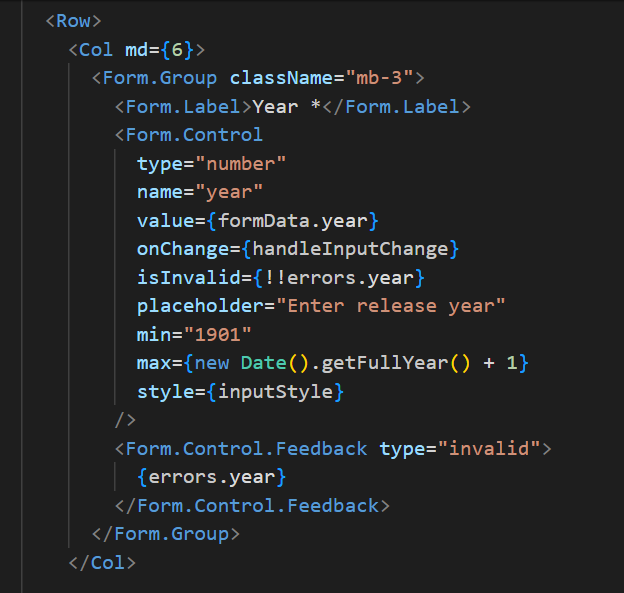 <Row>
<Col md={6}>
<Form.Group className="mb-3">
<Form.Label>Year *</Form.Label>
<Form.Control
type="number"
name="year"
value={formData.year}
onChange={handleInputChange}
isInvalid={!!errors.year}
placeholder="Enter release year"
min="1901"
max={new Date().getFullYear() + 1}
style={inputStyle}
/>
<Form.Control.Feedback type="invalid">
{errors.year}
</Form.Control.Feedback>
</Form.Group>
</Col>